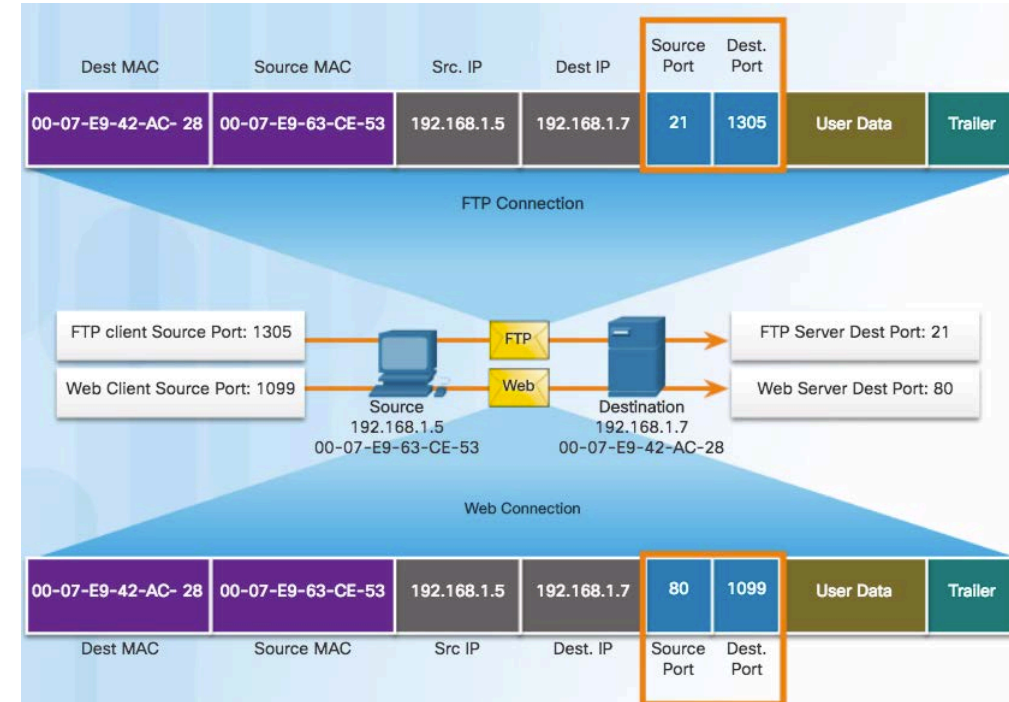 Dest MAC
Source MAC
Src. IP
Dest IP
Source
Port
Dest.
Port
00-07-E9-42-AC- 28
00-07-E9-63-CE-53
192.168.1.5
192.168.1.7
21
1305
User Data
Trailer
FTP Connection
FTP client Source Port: 1305
FTP
FTP Server Dest Port: 21
Web Client Source Port: 1099
Web
Web Server Dest Port: 80
Source
192.168.1.5
00-07-E9-63-CE-53
Destination
192.168.1.7
00-07-E9-42-AC-28
Web Connection
00-07-E9-42-AC- 28
00-07-E9-63-CE-53
192.168.1.5
192.168.1.7
80
1099
User Data
Trailer
Dest MAC
Source MAC
Src IP
Dest. IP
Source
Port
Dest.
Port